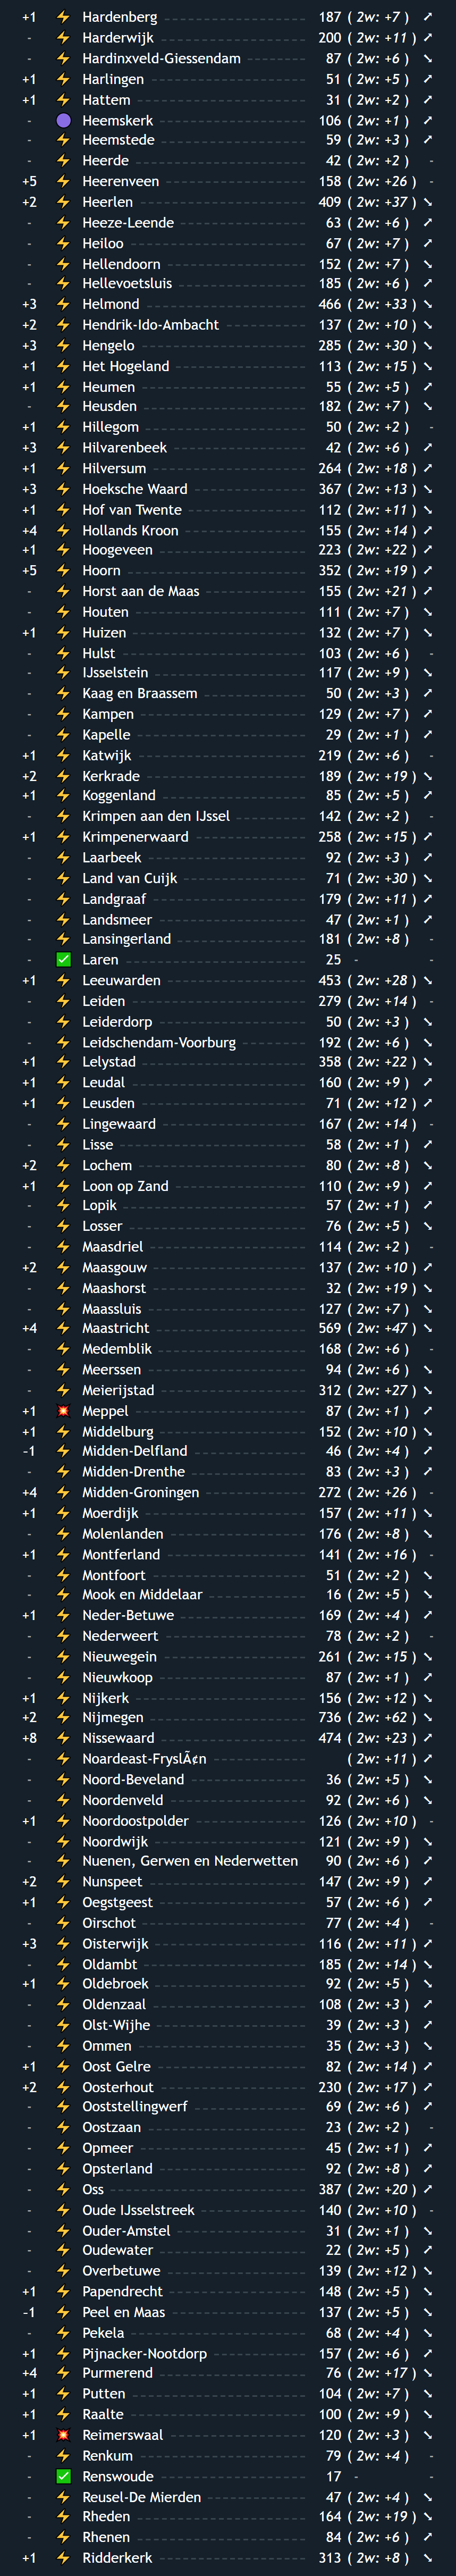 +1 ⚡ Hardenberg 187 ( 2w: +7 ) ↗
- ⚡ Harderwijk 200 ( 2w: +11 ) ↗
- ⚡ Hardinxveld-Giessendam 87 ( 2w: +6 ) ↘
+1 ⚡ Harlingen 51 ( 2w: +5 ) ↗
+1 ⚡ Hattem 31 ( 2w: +2 ) ↗
- 🟣 Heemskerk 106 ( 2w: +1 ) ↗
- ⚡ Heemstede 59 ( 2w: +3 ) ↗
- ⚡ Heerde 42 ( 2w: +2 ) -
+5 ⚡ Heerenveen 158 ( 2w: +26 ) -
+2 ⚡ Heerlen 409 ( 2w: +37 ) ↘
- ⚡ Heeze-Leende 63 ( 2w: +6 ) ↗
- ⚡ Heiloo 67 ( 2w: +7 ) ↗
- ⚡ Hellendoorn 152 ( 2w: +7 ) ↘
- ⚡ Hellevoetsluis 185 ( 2w: +6 ) ↗
+3 ⚡ Helmond 466 ( 2w: +33 ) ↘
+2 ⚡ Hendrik-Ido-Ambacht 137 ( 2w: +10 ) ↘
+3 ⚡ Hengelo 285 ( 2w: +30 ) ↘
+1 ⚡ Het Hogeland 113 ( 2w: +15 ) ↘
+1 ⚡ Heumen 55 ( 2w: +5 ) ↗
- ⚡ Heusden 182 ( 2w: +7 ) ↘
+1 ⚡ Hillegom 50 ( 2w: +2 ) -
+3 ⚡ Hilvarenbeek 42 ( 2w: +6 ) ↗
+1 ⚡ Hilversum 264 ( 2w: +18 ) ↗
+3 ⚡ Hoeksche Waard 367 ( 2w: +13 ) ↘
+1 ⚡ Hof van Twente 112 ( 2w: +11 ) ↘
+4 ⚡ Hollands Kroon 155 ( 2w: +14 ) ↗
+1 ⚡ Hoogeveen 223 ( 2w: +22 ) ↗
+5 ⚡ Hoorn 352 ( 2w: +19 ) ↗
- ⚡ Horst aan de Maas 155 ( 2w: +21 ) ↗
- ⚡ Houten 111 ( 2w: +7 ) ↘
+1 ⚡ Huizen 132 ( 2w: +7 ) ↘
- ⚡ Hulst 103 ( 2w: +6 ) -
- ⚡ IJsselstein 117 ( 2w: +9 ) ↘
- ⚡ Kaag en Braassem 50 ( 2w: +3 ) ↗
- ⚡ Kampen 129 ( 2w: +7 ) ↗
- ⚡ Kapelle 29 ( 2w: +1 ) ↗
+1 ⚡ Katwijk 219 ( 2w: +6 ) -
+2 ⚡ Kerkrade 189 ( 2w: +19 ) ↘
+1 ⚡ Koggenland 85 ( 2w: +5 ) ↗
- ⚡ Krimpen aan den IJssel 142 ( 2w: +2 ) -
+1 ⚡ Krimpenerwaard 258 ( 2w: +15 ) ↗
- ⚡ Laarbeek 92 ( 2w: +3 ) ↗
- ⚡ Land van Cuijk 71 ( 2w: +30 ) ↘
- ⚡ Landgraaf 179 ( 2w: +11 ) ↗
- ⚡ Landsmeer 47 ( 2w: +1 ) ↗
- ⚡ Lansingerland 181 ( 2w: +8 ) -
- ✅ Laren 25 - -
+1 ⚡ Leeuwarden 453 ( 2w: +28 ) ↘
- ⚡ Leiden 279 ( 2w: +14 ) -
- ⚡ Leiderdorp 50 ( 2w: +3 ) ↘
- ⚡ Leidschendam-Voorburg 192 ( 2w: +6 ) ↘
+1 ⚡ Lelystad 358 ( 2w: +22 ) ↘
+1 ⚡ Leudal 160 ( 2w: +9 ) ↗
+1 ⚡ Leusden 71 ( 2w: +12 ) ↗
- ⚡ Lingewaard 167 ( 2w: +14 ) -
- ⚡ Lisse 58 ( 2w: +1 ) ↗
+2 ⚡ Lochem 80 ( 2w: +8 ) ↘
+1 ⚡ Loon op Zand 110 ( 2w: +9 ) ↗
- ⚡ Lopik 57 ( 2w: +1 ) ↗
- ⚡ Losser 76 ( 2w: +5 ) ↘
- ⚡ Maasdriel 114 ( 2w: +2 ) -
+2 ⚡ Maasgouw 137 ( 2w: +10 ) ↗
- ⚡ Maashorst 32 ( 2w: +19 ) ↘
- ⚡ Maassluis 127 ( 2w: +7 ) ↘
+4 ⚡ Maastricht 569 ( 2w: +47 ) ↘
- ⚡ Medemblik 168 ( 2w: +6 ) -
- ⚡ Meerssen 94 ( 2w: +6 ) ↘
- ⚡ Meierijstad 312 ( 2w: +27 ) ↘
+1 💥 Meppel 87 ( 2w: +1 ) ↗
+1 ⚡ Middelburg 152 ( 2w: +10 ) ↘
-1 ⚡ Midden-Delfland 46 ( 2w: +4 ) ↗
- ⚡ Midden-Drenthe 83 ( 2w: +3 ) ↗
+4 ⚡ Midden-Groningen 272 ( 2w: +26 ) -
+1 ⚡ Moerdijk 157 ( 2w: +11 ) ↘
- ⚡ Molenlanden 176 ( 2w: +8 ) ↘
+1 ⚡ Montferland 141 ( 2w: +16 ) -
- ⚡ Montfoort 51 ( 2w: +2 ) ↘
- ⚡ Mook en Middelaar 16 ( 2w: +5 ) ↘
+1 ⚡ Neder-Betuwe 169 ( 2w: +4 ) ↗
- ⚡ Nederweert 78 ( 2w: +2 ) -
- ⚡ Nieuwegein 261 ( 2w: +15 ) ↘
- ⚡ Nieuwkoop 87 ( 2w: +1 ) ↗
+1 ⚡ Nijkerk 156 ( 2w: +12 ) ↘
+2 ⚡ Nijmegen 736 ( 2w: +62 ) ↘
+8 ⚡ Nissewaard 474 ( 2w: +23 ) ↗
- ⚡ Noardeast-FryslÃ¢n ( 2w: +11 ) ↗
- ⚡ Noord-Beveland 36 ( 2w: +5 ) ↘
- ⚡ Noordenveld 92 ( 2w: +6 ) ↘
+1 ⚡ Noordoostpolder 126 ( 2w: +10 ) -
- ⚡ Noordwijk 121 ( 2w: +9 ) ↘
- ⚡ Nuenen, Gerwen en Nederwetten 90 ( 2w: +6 ) ↗
+2 ⚡ Nunspeet 147 ( 2w: +9 ) ↗
+1 ⚡ Oegstgeest 57 ( 2w: +6 ) ↗
- ⚡ Oirschot 77 ( 2w: +4 ) -
+3 ⚡ Oisterwijk 116 ( 2w: +11 ) ↗
- ⚡ Oldambt 185 ( 2w: +14 ) ↘
+1 ⚡ Oldebroek 92 ( 2w: +5 ) ↘
- ⚡ Oldenzaal 108 ( 2w: +3 ) ↗
- ⚡ Olst-Wijhe 39 ( 2w: +3 ) ↗
- ⚡ Ommen 35 ( 2w: +3 ) ↘
+1 ⚡ Oost Gelre 82 ( 2w: +14 ) ↗
+2 ⚡ Oosterhout 230 ( 2w: +17 ) ↗
- ⚡ Ooststellingwerf 69 ( 2w: +6 ) ↗
- ⚡ Oostzaan 23 ( 2w: +2 ) -
- ⚡ Opmeer 45 ( 2w: +1 ) ↗
- ⚡ Opsterland 92 ( 2w: +8 ) ↗
- ⚡ Oss 387 ( 2w: +20 ) ↗
- ⚡ Oude IJsselstreek 140 ( 2w: +10 ) -
- ⚡ Ouder-Amstel 31 ( 2w: +1 ) ↘
- ⚡ Oudewater 22 ( 2w: +5 ) ↗
- ⚡ Overbetuwe 139 ( 2w: +12 ) ↘
+1 ⚡ Papendrecht 148 ( 2w: +5 ) ↘
-1 ⚡ Peel en Maas 137 ( 2w: +5 ) ↘
- ⚡ Pekela 68 ( 2w: +4 ) ↘
+1 ⚡ Pijnacker-Nootdorp 157 ( 2w: +6 ) ↗
+4 ⚡ Purmerend 76 ( 2w: +17 ) ↘
+1 ⚡ Putten 104 ( 2w: +7 ) ↘
+1 ⚡ Raalte 100 ( 2w: +9 ) ↘
+1 💥 Reimerswaal 120 ( 2w: +3 ) ↘
- ⚡ Renkum 79 ( 2w: +4 ) -
- ✅ Renswoude 17 - -
- ⚡ Reusel-De Mierden 47 ( 2w: +4 ) ↘
- ⚡ Rheden 164 ( 2w: +19 ) ↘
- ⚡ Rhenen 84 ( 2w: +6 ) ↗
+1 ⚡ Ridderkerk 313 ( 2w: +8 ) ↘